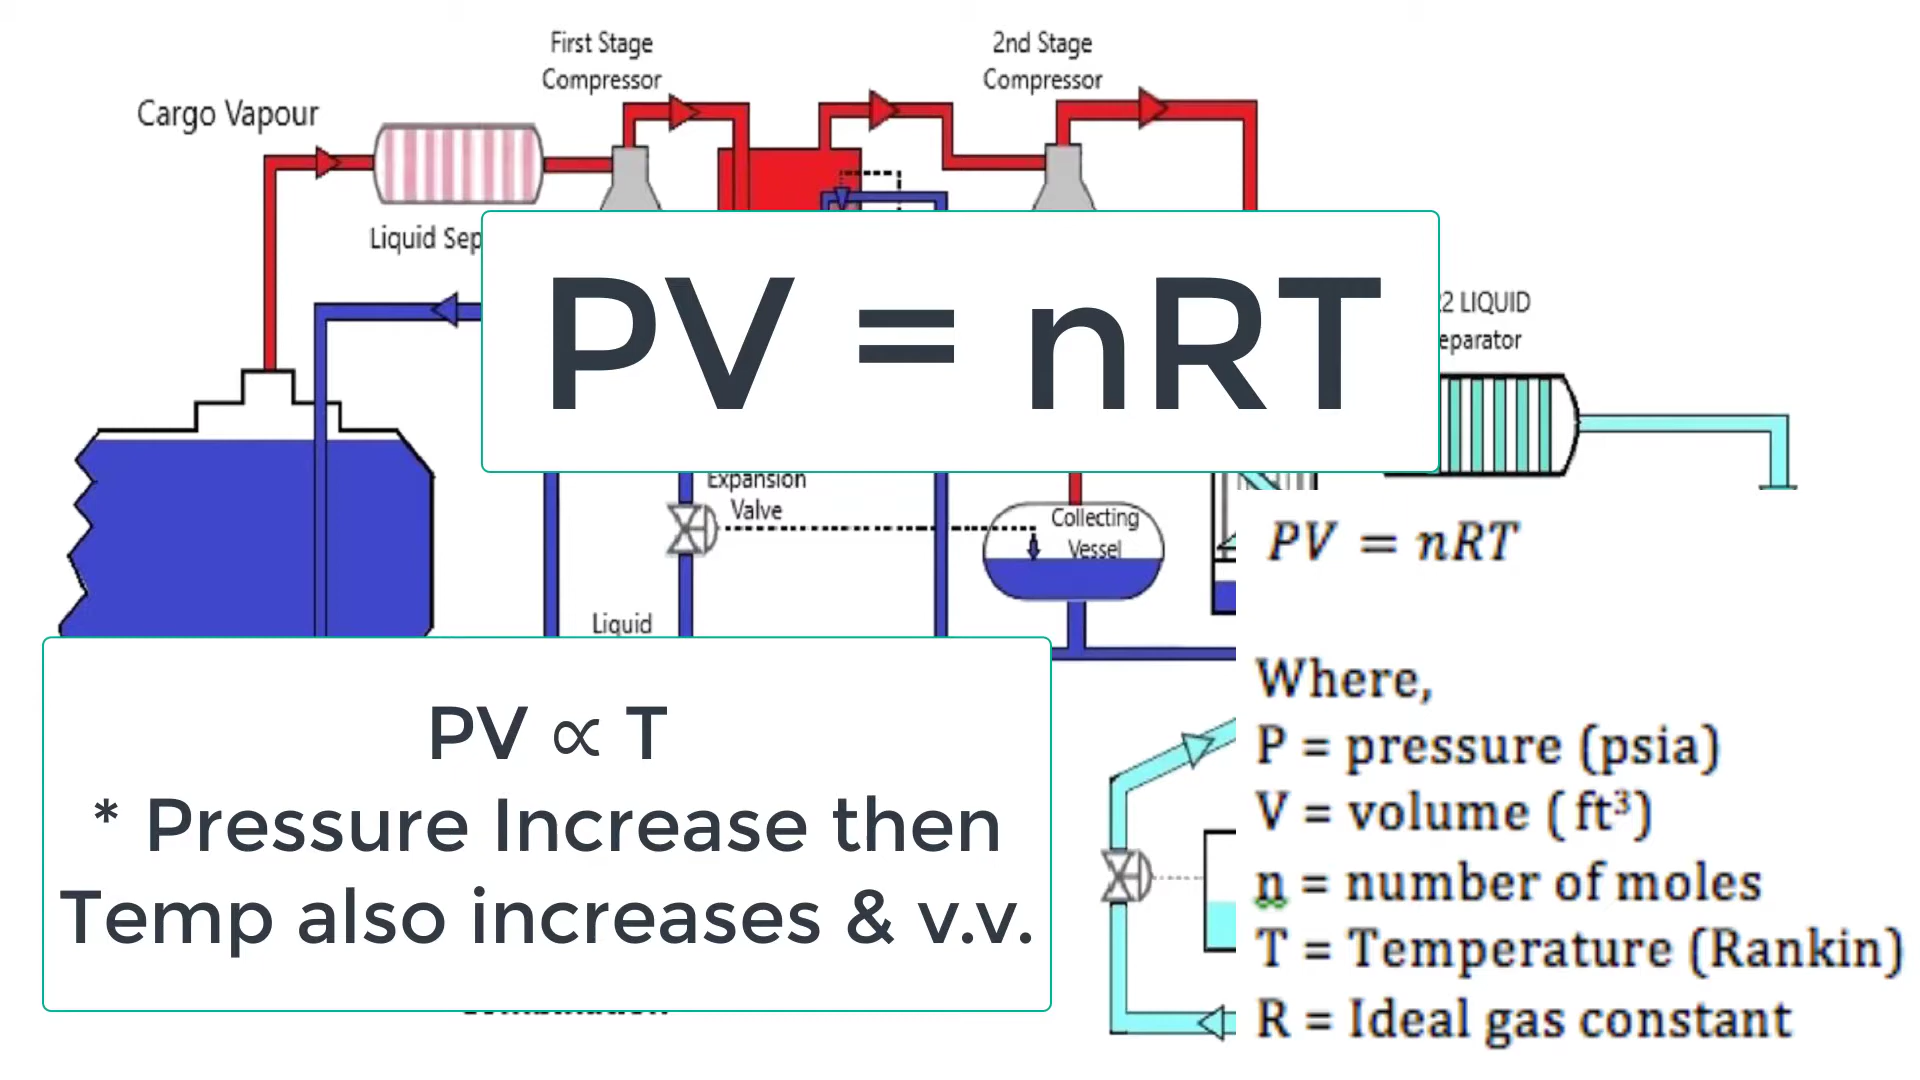 First Stage
Compressor
2nd Stage
Compressor
Cargo Vapour
Liquid Sep
PV = nRT
2 LIQUID
eparator
Expansion
Valve
Collecting
Vessel
Liquid
PV ∝ T
* Pressure Increase then
Temp also increases & v.v.
PV = nRT
Where,
P = pressure (psia)
V = volume ( ft³)
n = number of moles
T = Temperature (Rankin)
R = Ideal gas constant